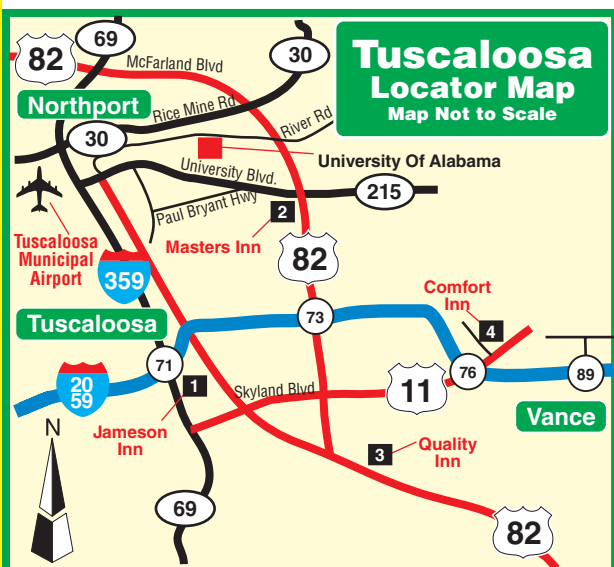 Tuscaloosa
Locator Map
Map Not to Scale
69
82
McFarland Blvd
30
Northport
Rice Mine Rd
River Rd
30
University Of Alabama
University Blvd.
215
Paul Bryant Hwy
2
Masters Inn
Tuscaloosa
Municipal
Airport
82
359
Comfort
Inn
Tuscaloosa
73
4
71
76
89
20
59
1
Skyland Blvd
11
Vance
N
Jameson
Inn
3
Quality
Inn
69
82